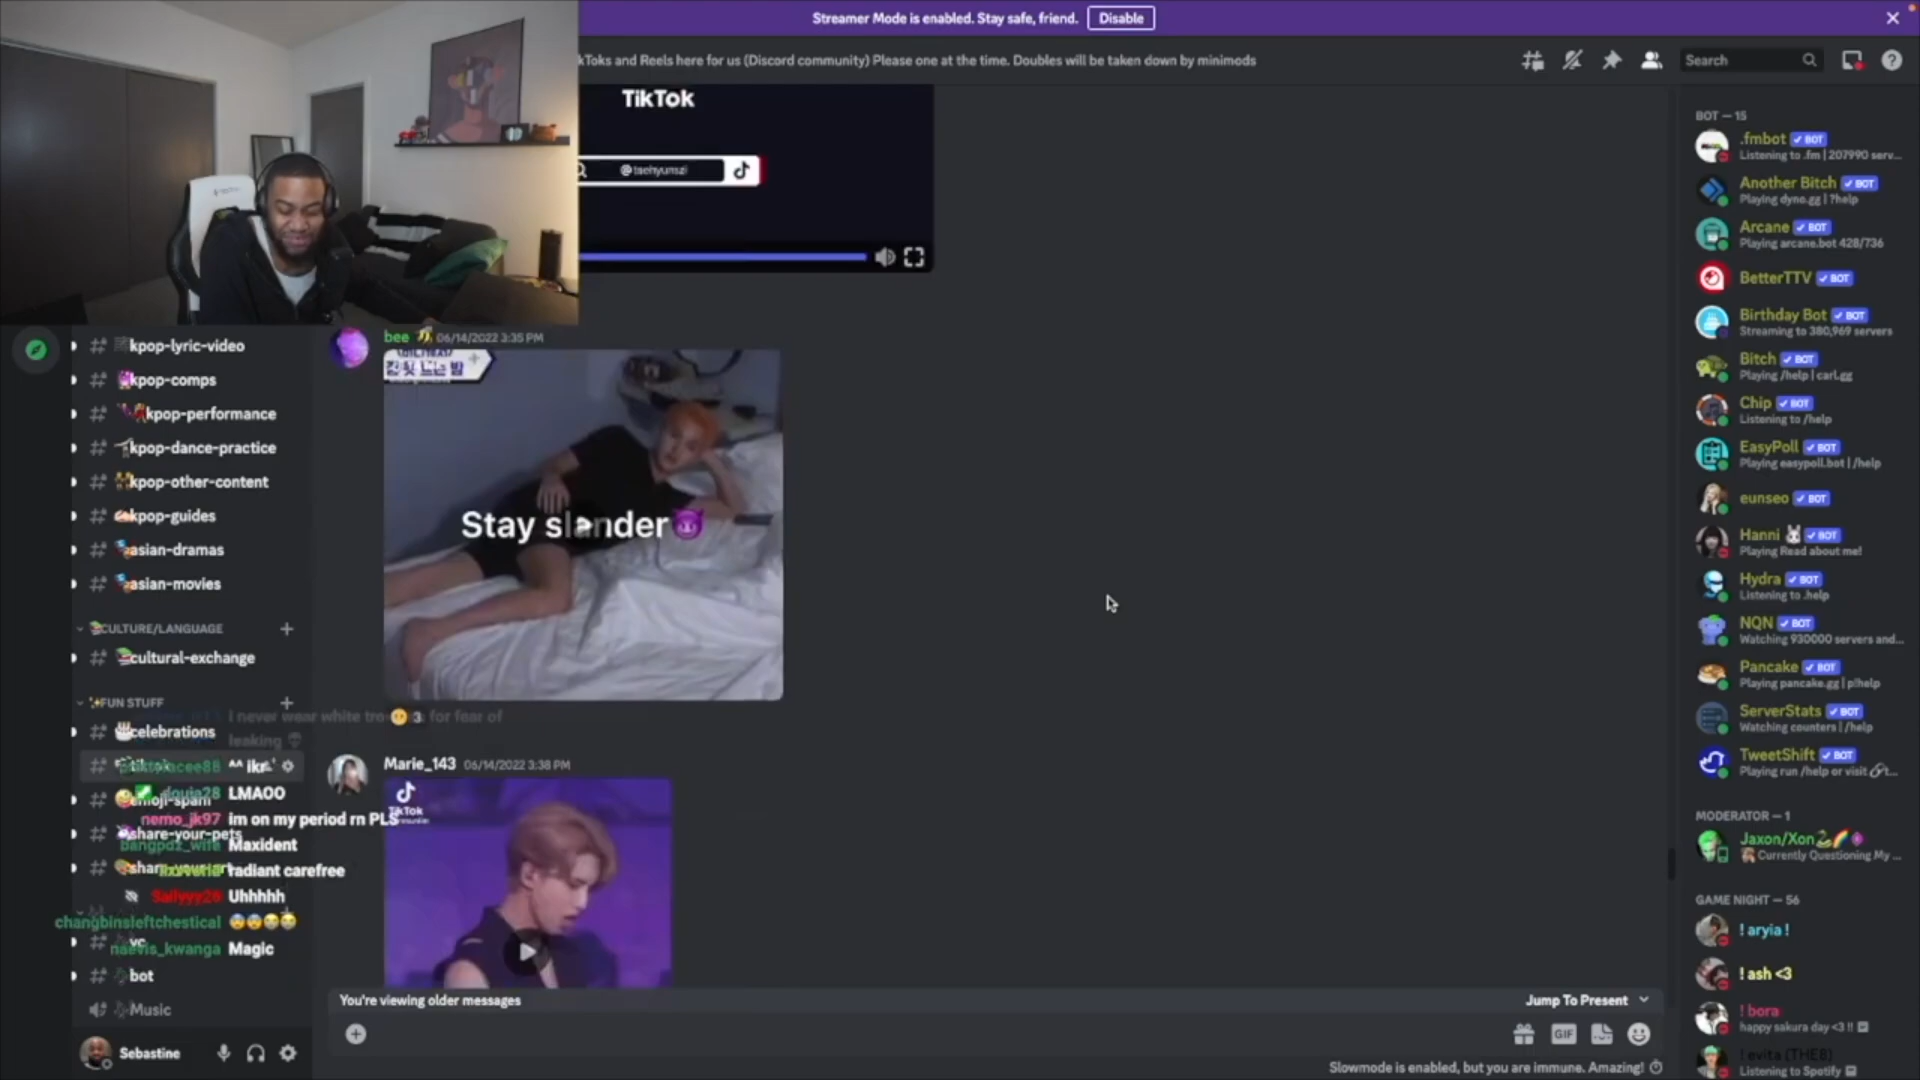 Streamer Mode is enabled. Stay safe, friend. Disable
kToks and Reels here for us (Discord community) Please one at the time. Doubles will be taken down by minimods
Search
TikTok
@taehyumszi
kpop-lyric-video
kpop-comps
kpop-performance
kpop-dance-practice
kpop-other-content
kpop-guides
asian-dramas
asian-movies
CULTURE/LANGUAGE
cultural-exchange
FUN STUFF
celebrations
emoji-spam
share-your-pets
vc
bot
Music
Sebastine
I never wear white for fear of
leaking
^^ ikr
LMAOO
nemo_jk97 im on my period rn PLS
bangpdz_wife Maxident
radiant carefree
Sallyyy26 Uhhhhh
changbinsleftchestical
naevis_kwanga Magic
bee 06/14/2022 3:35 PM
Stay slander
3
Marie_143 06/14/2022 3:38 PM
TikTok
You're viewing older messages
Jump To Present
GIF
Slowmode is enabled, but you are immune. Amazing!
BOT — 15
.fmbot BOT
Listening to .fm | 207990 serv...
Another Bitch BOT
Playing dyno.gg | ?help
Arcane BOT
Playing arcane.bot 428/736
BetterTTV BOT
Birthday Bot BOT
Streaming to 380,969 servers
Bitch BOT
Playing /help | carl.gg
Chip BOT
Listening to /help
EasyPoll BOT
Playing easypoll.bot | /help
eunseo BOT
Hanni BOT
Playing Read about me!
Hydra BOT
Listening to .help
NQN BOT
Watching 930000 servers and...
Pancake BOT
Playing pancake.gg | p!help
ServerStats BOT
Watching counters | /help
TweetShift BOT
Playing run /help or visit t...
MODERATOR — 1
Jaxon/Xon
Currently Questioning My ...
GAME NIGHT — 56
! aryia !
! ash <3
! bora
happy sakura day <3 !!
! evita (THE8)
Listening to Spotify